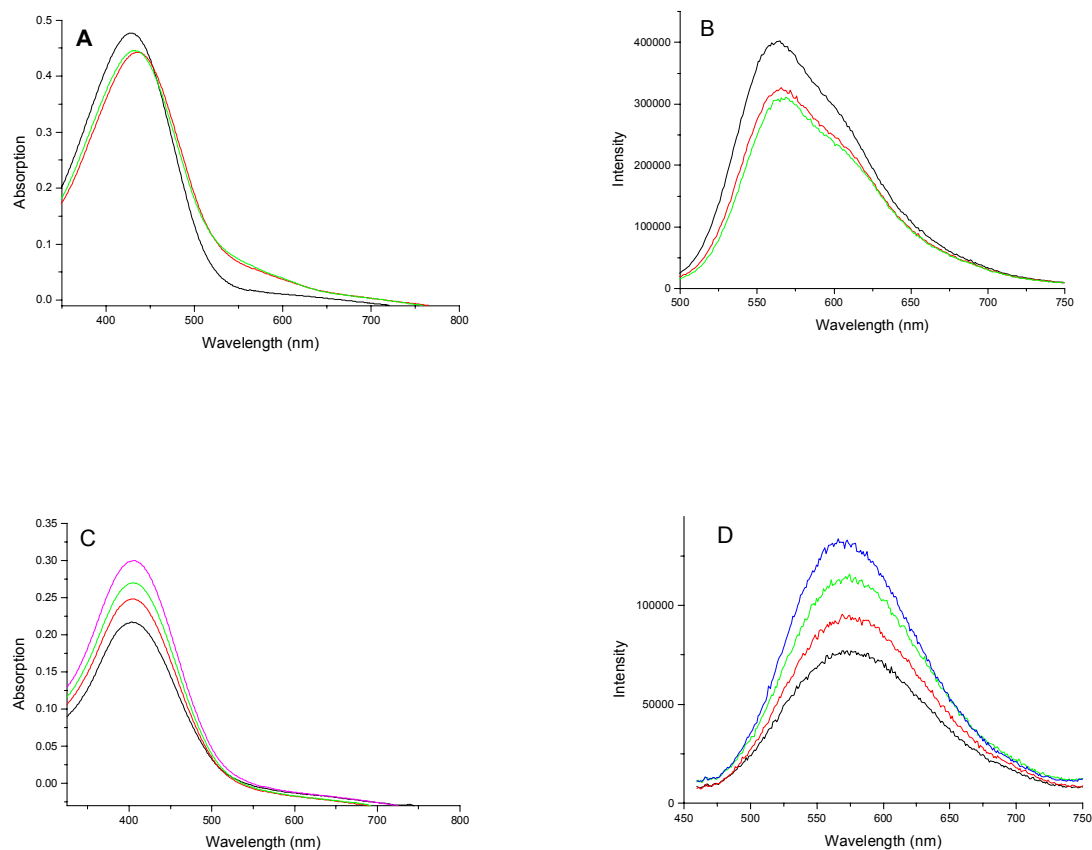 A
0.5
0.4
0.3
0.2
0.1
0.0
Absorption
400 500 600 700 800
Wavelength (nm)
B
400000
300000
200000
100000
0
Intensity
500 550 600 650 700 750
Wavelength (nm)
C
0.35
0.30
0.25
0.20
0.15
0.10
0.05
0.00
Absorption
400 500 600 700 800
Wavelength (nm)
D
100000
50000
0
Intensity
450 500 550 600 650 700 750
Wavelength (nm)